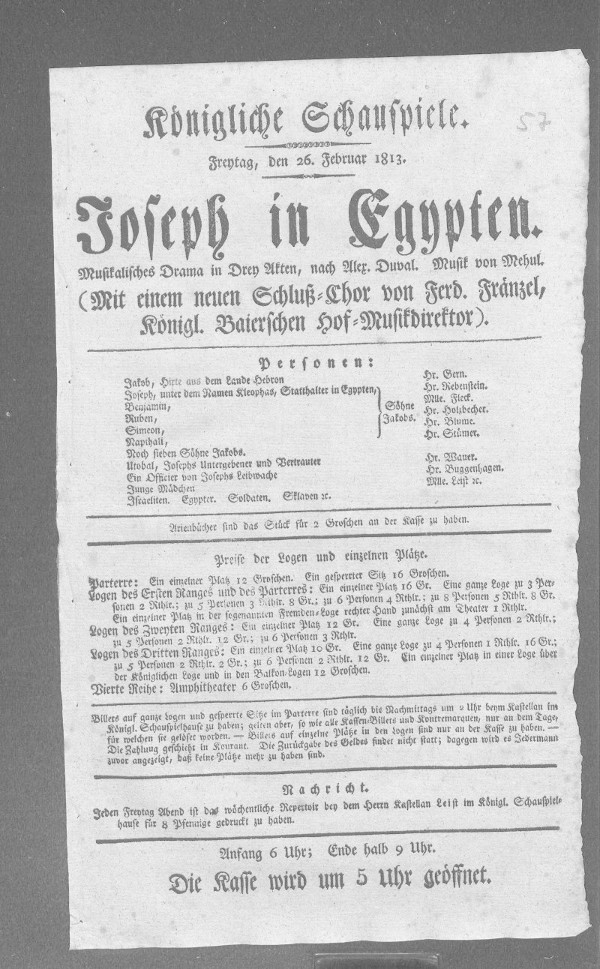 57
Königliche Schauspiele.
Freytag, den 26. Februar 1813.
Joseph in Egypten.
Musikalisches Drama in Drey Akten, nach Alex. Duval. Musik von Mehul.
(Mit einem neuen Schluß-Chor von Ferd. Fränzel,
Königl. Baierschen Hof-Musikdirektor).
Personen:
Jakob, Hirte aus dem Lande Hebron Hr. Gern.
Joseph, unter dem Namen Kleophas, Statthalter in Egypten, Hr. Rebenstein.
Benjamin, Mlle. Fleck.
Ruben, Söhne Hr. Holzbecher.
Simeon, Jakobs. Hr. Blume.
Napthali, Hr. Stümer.
Noch sieben Söhne Jakobs.
Utobal, Josephs Untergebener und Vertrauter Hr. Wauer.
Ein Officier von Josephs Leibwache Hr. Buggenhagen.
Junge Mädchen Mlle. Leist ꝛc.
Israeliten. Egypter. Soldaten. Sklaven ꝛc.
Arienbücher sind das Stück für 2 Groschen an der Kasse zu haben.
Preise der Logen und einzelnen Plätze.
Parterre: Ein einzelner Platz 12 Groschen. Ein gesperrter Sitz 16 Groschen.
Logen des Ersten Ranges und des Parterres: Ein einzelner Platz 16 Gr. Eine ganze Loge zu 3 Per-
sonen 2 Rthlr.; zu 5 Personen 3 Rthlr. 8 Gr.; zu 6 Personen 4 Rthlr.; zu 8 Personen 5 Rthlr. 8 Gr.
Ein einzelner Platz in der sogenannten Fremden-Loge rechter Hand zunächst am Theater 1 Rthlr.
Logen des Zweyten Ranges: Ein einzelner Platz 12 Gr. Eine ganze Loge zu 4 Personen 2 Rthlr.;
zu 5 Personen 2 Rthlr. 12 Gr.; zu 6 Personen 3 Rthlr.
Logen des Dritten Ranges: Ein einzelner Platz 10 Gr. Eine ganze Loge zu 4 Personen 1 Rthlr. 16 Gr.;
zu 5 Personen 2 Rthlr. 2 Gr.; zu 6 Personen 2 Rthlr. 12 Gr. Ein einzelner Platz in einer Loge über
der Königlichen Loge und in den Balkon-Logen 12 Groschen.
Vierte Reihe: Amphitheater 6 Groschen.
Billets auf ganze Logen und gesperrte Sitze im Parterre sind täglich bis Nachmittags um 2 Uhr beym Kastellan im
Königl. Schauspielhause zu haben; gelten aber, so wie alle Kassen-Billets und Kontremarquen, nur an dem Tage,
für welchen sie gelöset worden. — Billets auf einzelne Plätze in den Logen sind nur an der Kasse zu haben. —
Die Zahlung geschieht in Kourant. Die Zurückgabe des Geldes findet nicht statt; dagegen wird es Jedermann
zuvor angezeigt, daß keine Plätze mehr zu haben sind.
Nachricht.
Jeden Freytag Abend ist das wöchentliche Repertoir bey dem Herrn Kastellan Leist im Königl. Schauspiel-
hause für 8 Pfennige gedruckt zu haben.
Anfang 6 Uhr; Ende halb 9 Uhr.
Die Kasse wird um 5 Uhr geöffnet.